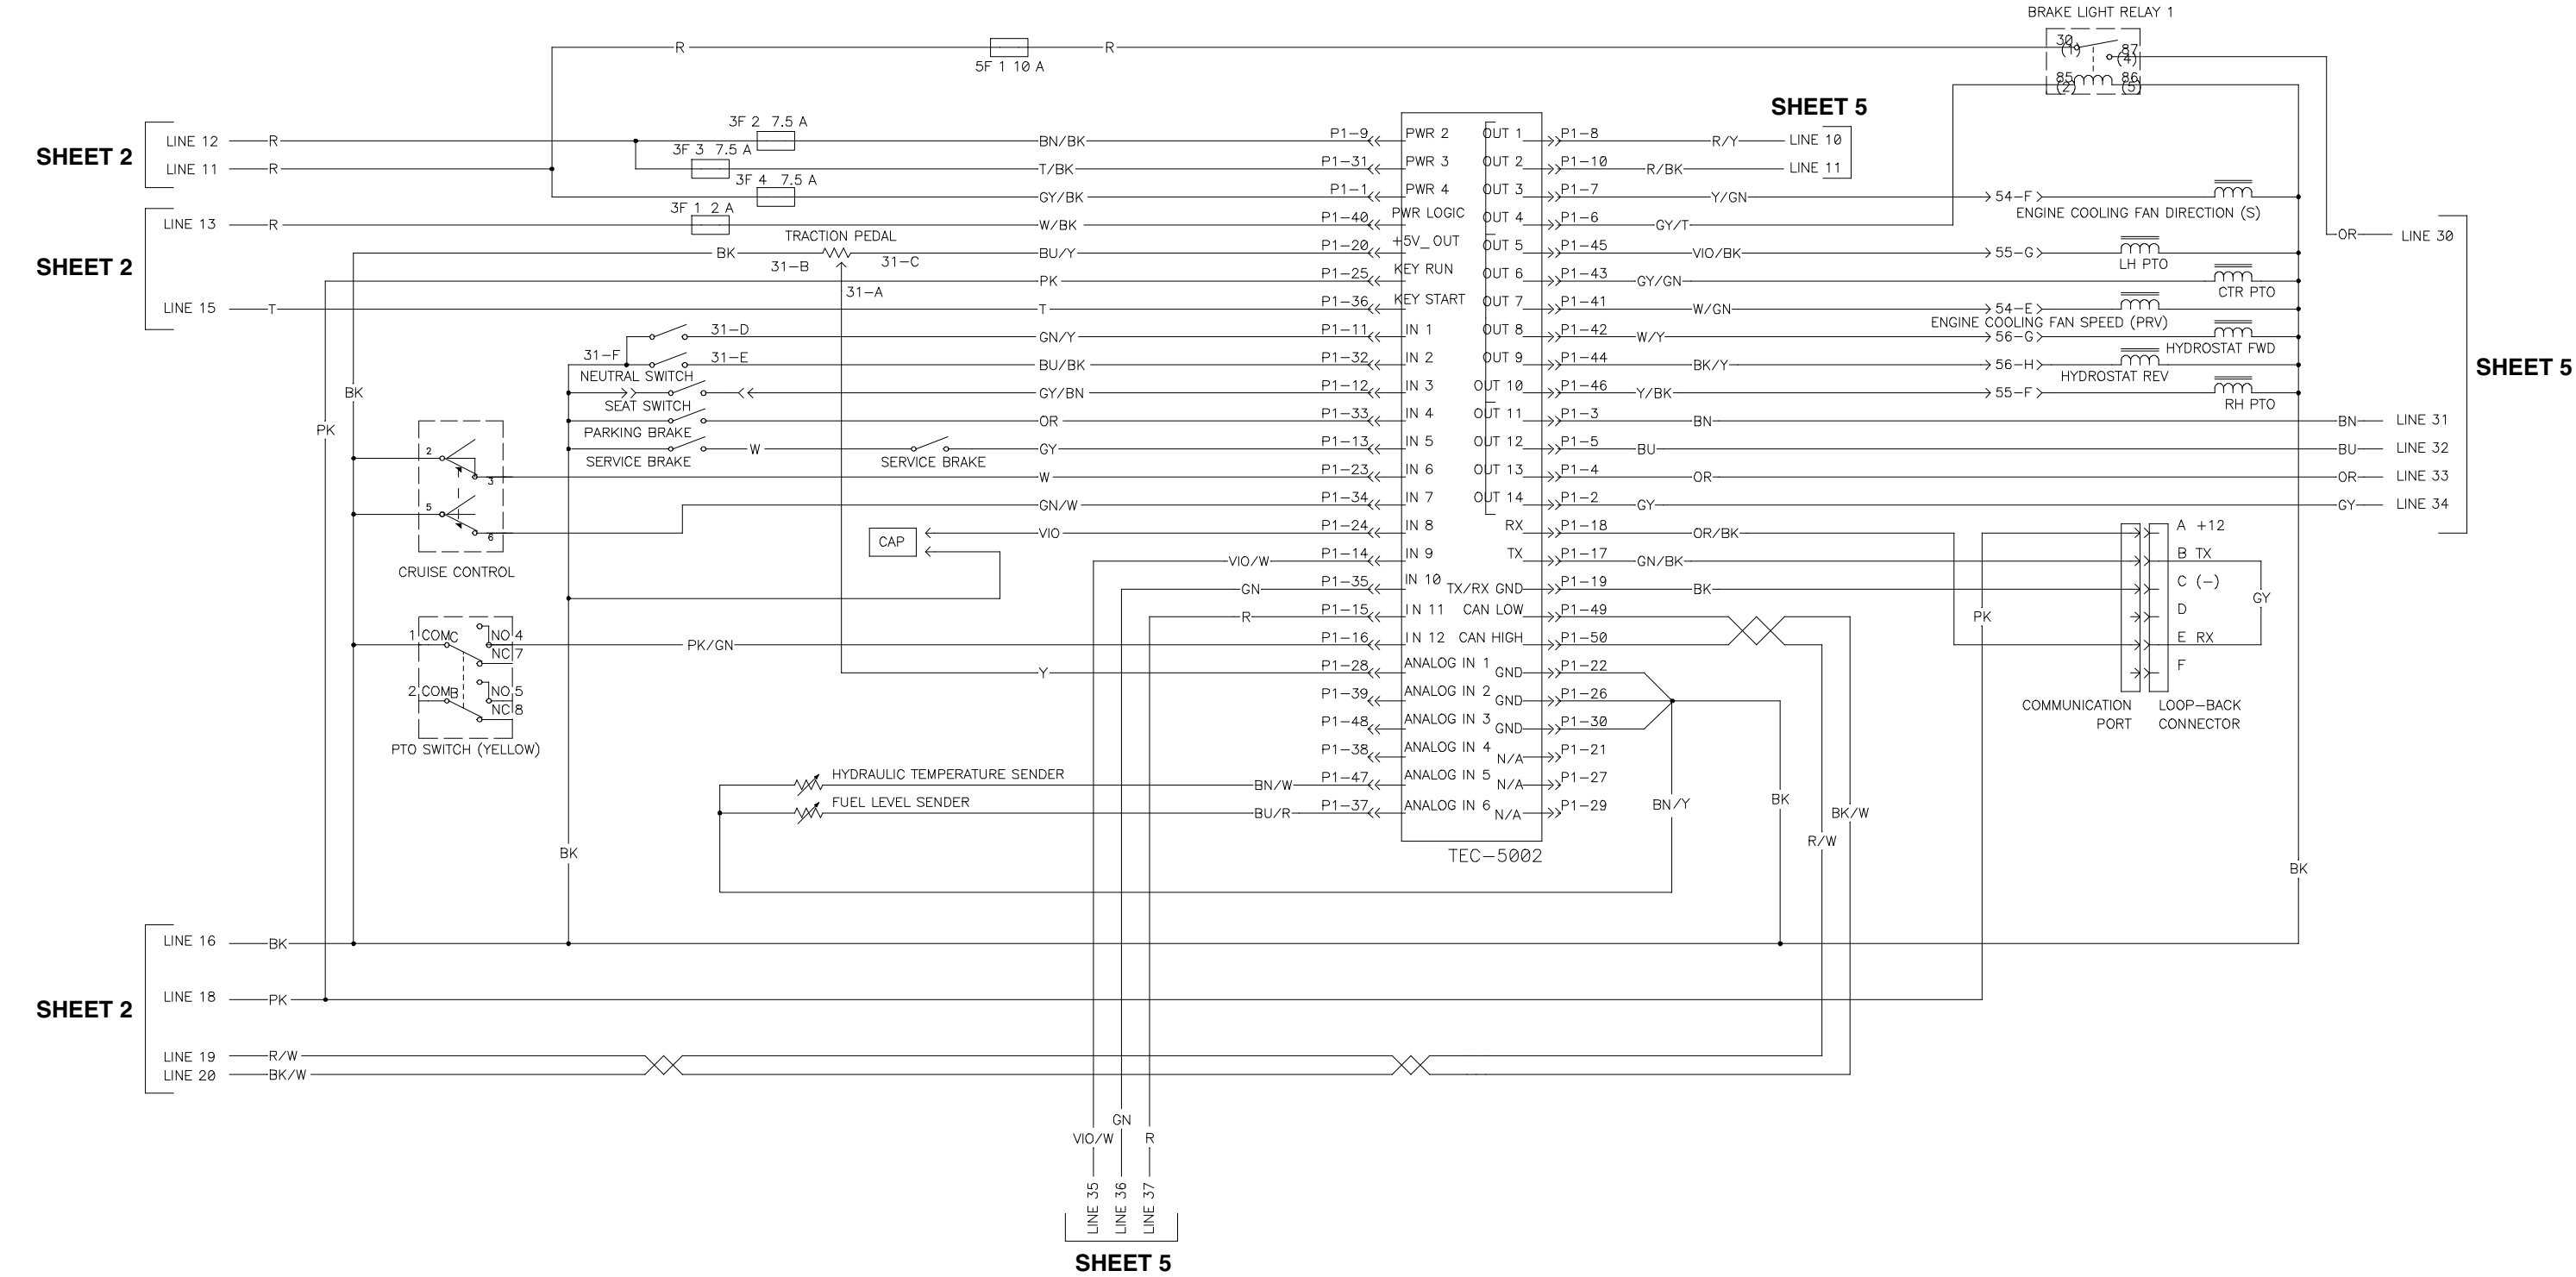 BRAKE LIGHT RELAY 1
30
(1)
87
(4)
85
(2)
86
(5)
R
R
5F 1 10 A
SHEET 2
LINE 12
R
LINE 11
R
3F 2 7.5 A
3F 3 7.5 A
3F 4 7.5 A
3F 1 2 A
BN/BK
T/BK
GY/BK
SHEET 2
LINE 13
R
LINE 15
T
W/BK
TRACTION PEDAL
BK
31-B
31-C
31-A
BU/Y
PK
T
31-D
31-F
31-E
NEUTRAL SWITCH
SEAT SWITCH
PARKING BRAKE
SERVICE BRAKE
W
SERVICE BRAKE
GN/Y
BU/BK
GY/BN
OR
GY
W
GN/W
VIO
CAP
VIO/W
GN
R
PK/GN
Y
BK
PK
2
3
5
6
CRUISE CONTROL
1 COM C
NO 4
NC 7
2 COM B
NO 5
NC 8
PTO SWITCH (YELLOW)
HYDRAULIC TEMPERATURE SENDER
BN/W
FUEL LEVEL SENDER
BU/R
BK
P1-9 PWR 2 OUT 1 P1-8
P1-31 PWR 3 OUT 2 P1-10
P1-1 PWR 4 OUT 3 P1-7
P1-40 PWR LOGIC OUT 4 P1-6
P1-20 +5V_OUT OUT 5 P1-45
P1-25 KEY RUN OUT 6 P1-43
P1-36 KEY START OUT 7 P1-41
P1-11 IN 1 OUT 8 P1-42
P1-32 IN 2 OUT 9 P1-44
P1-12 IN 3 OUT 10 P1-46
P1-33 IN 4 OUT 11 P1-3
P1-13 IN 5 OUT 12 P1-5
P1-23 IN 6 OUT 13 P1-4
P1-34 IN 7 OUT 14 P1-2
P1-24 IN 8 RX P1-18
P1-14 IN 9 TX P1-17
P1-35 IN 10 TX/RX GND P1-19
P1-15 IN 11 CAN LOW P1-49
P1-16 IN 12 CAN HIGH P1-50
P1-28 ANALOG IN 1 GND P1-22
P1-39 ANALOG IN 2 GND P1-26
P1-48 ANALOG IN 3 GND P1-30
P1-38 ANALOG IN 4 N/A P1-21
P1-47 ANALOG IN 5 N/A P1-27
P1-37 ANALOG IN 6 N/A P1-29
TEC-5002
SHEET 5
R/Y
LINE 10
R/BK
LINE 11
Y/GN
54-F
ENGINE COOLING FAN DIRECTION (S)
GY/T
VIO/BK
55-G
LH PTO
GY/GN
CTR PTO
W/GN
54-E
ENGINE COOLING FAN SPEED (PRV)
W/Y
56-G
HYDROSTAT FWD
BK/Y
56-H
HYDROSTAT REV
Y/BK
55-F
RH PTO
OR
LINE 30
SHEET 5
BN
BN
LINE 31
BU
BU
LINE 32
OR
OR
LINE 33
GY
GY
LINE 34
OR/BK
GN/BK
BK
A +12
B TX
C (-)
D
E RX
F
GY
PK
COMMUNICATION
PORT
LOOP-BACK
CONNECTOR
BN/Y
BK
R/W
BK/W
BK
SHEET 2
LINE 16
BK
LINE 18
PK
LINE 19
R/W
LINE 20
BK/W
GN
VIO/W
R
LINE 35
LINE 36
LINE 37
SHEET 5